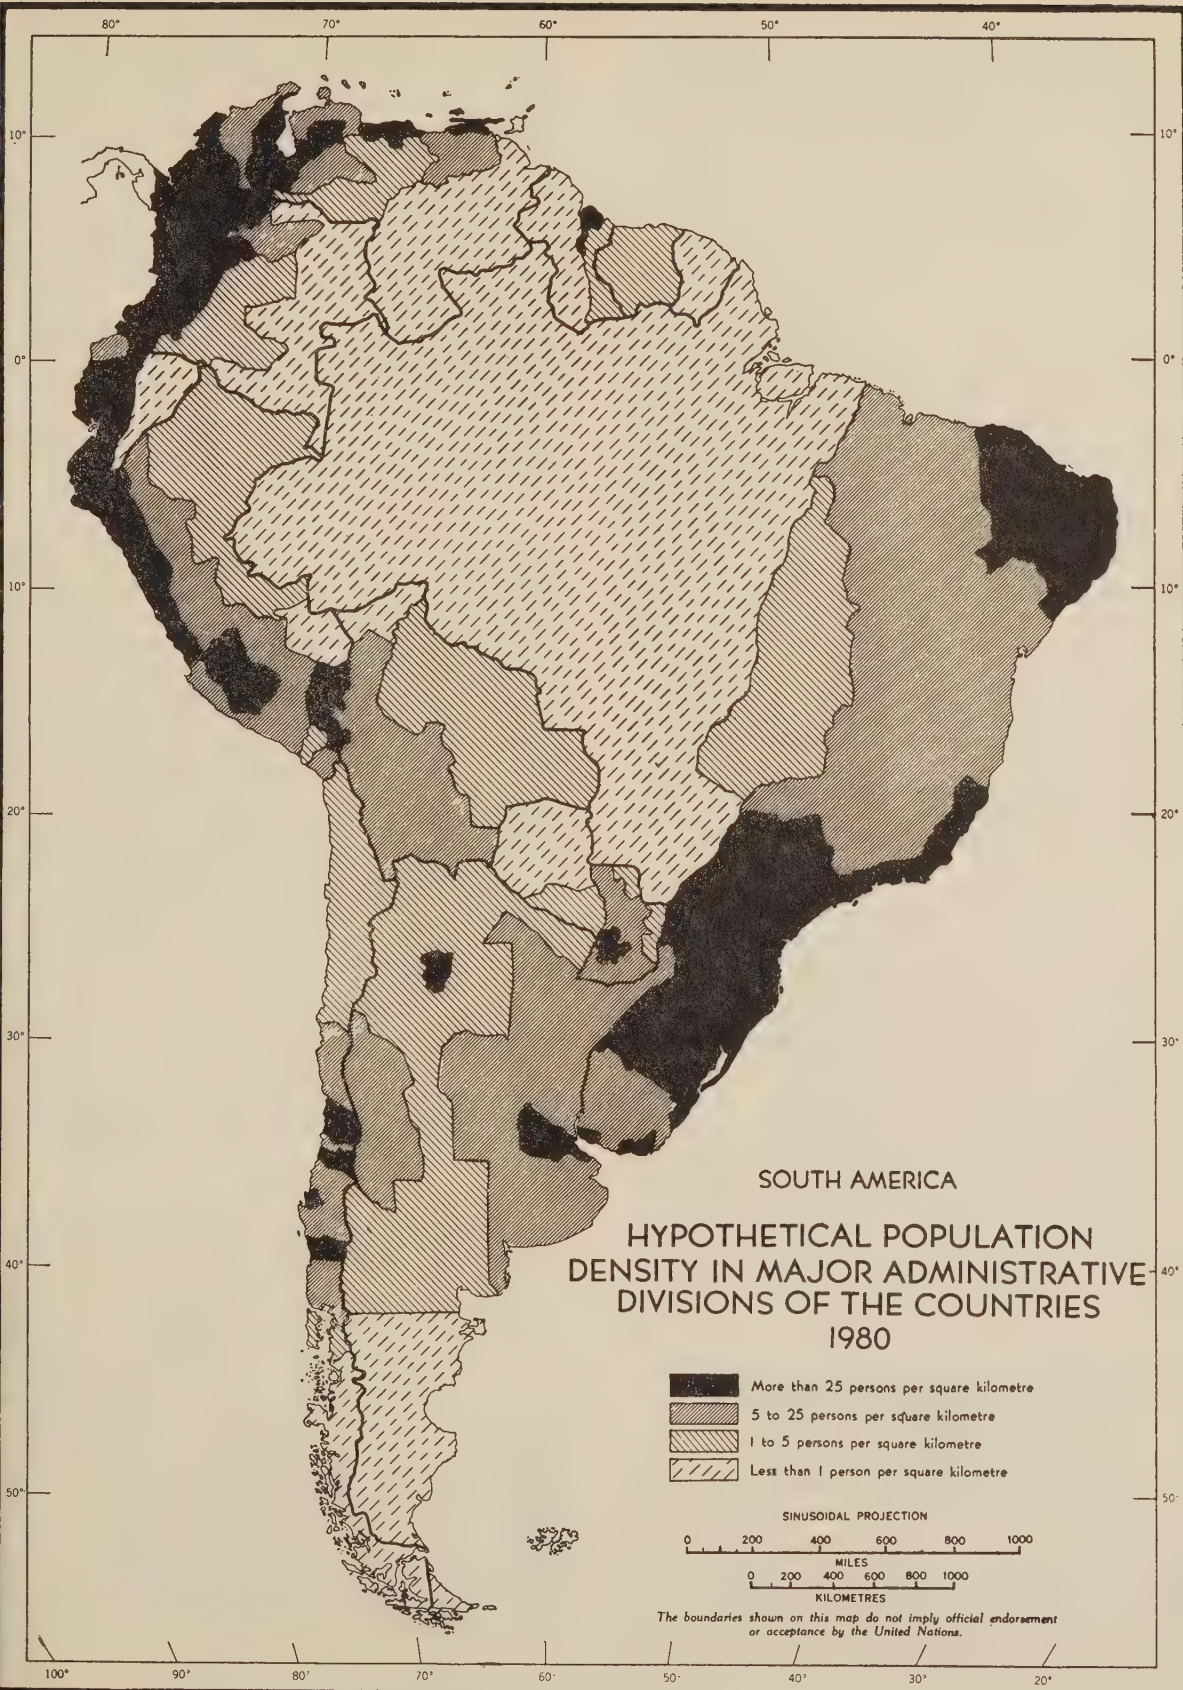 80° 70° 60° 50° 40°
10° 10°
0° 0°
10° 10°
20° 20°
30° 30°
40° 40°
50° 50°
SOUTH AMERICA
HYPOTHETICAL POPULATION
DENSITY IN MAJOR ADMINISTRATIVE
DIVISIONS OF THE COUNTRIES
1980
More than 25 persons per square kilometre
5 to 25 persons per square kilometre
1 to 5 persons per square kilometre
Less than 1 person per square kilometre
SINUSOIDAL PROJECTION
0 200 400 600 800 1000
MILES
0 200 400 600 800 1000
KILOMETRES
The boundaries shown on this map do not imply official endorsement
or acceptance by the United Nations.
100° 90° 80° 70° 60° 50° 40° 30° 20°